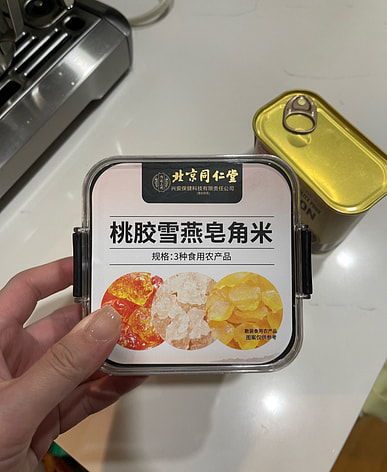 北京同仁堂
兴安保健科技有限责任公司
桃胶雪燕皂角米
规格:3种食用农产品
散装食用农产品
图案仅供参考